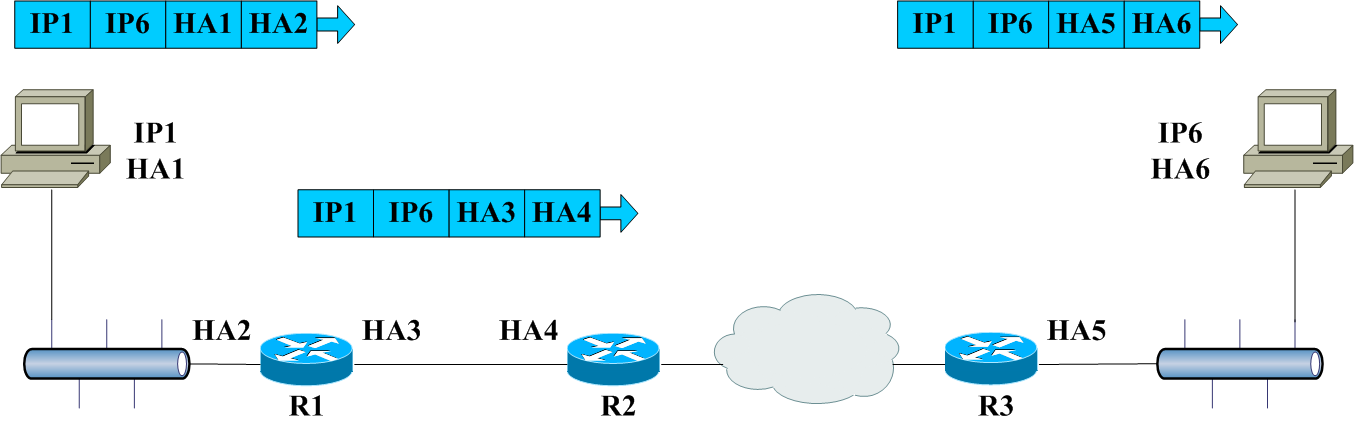 IP1 IP6 HA1 HA2
IP1 IP6 HA5 HA6
IP1
HA1
IP6
HA6
IP1 IP6 HA3 HA4
HA2
HA3
HA4
HA5
R1
R2
R3